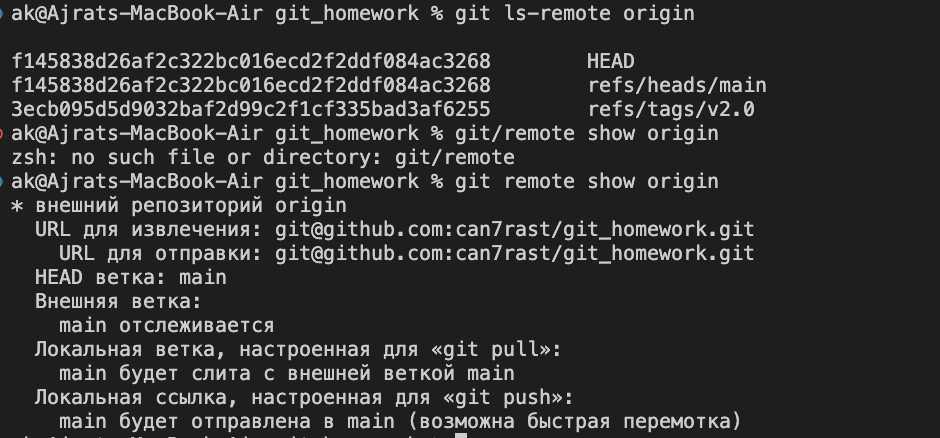 ak@Ajrats-MacBook-Air git_homework % git ls-remote origin
f145838d26af2c322bc016ecd2f2ddf084ac3268 HEAD
f145838d26af2c322bc016ecd2f2ddf084ac3268 refs/heads/main
3ecb095d5d9032baf2d99c2f1cf335bad3af6255 refs/tags/v2.0
ak@Ajrats-MacBook-Air git_homework % git/remote show origin
zsh: no such file or directory: git/remote
ak@Ajrats-MacBook-Air git_homework % git remote show origin
* внешний репозиторий origin
URL для извлечения: git@github.com:can7rast/git_homework.git
URL для отправки: git@github.com:can7rast/git_homework.git
HEAD ветка: main
Внешняя ветка:
main отслеживается
Локальная ветка, настроенная для «git pull»:
main будет слита с внешней веткой main
Локальная ссылка, настроенная для «git push»:
main будет отправлена в main (возможна быстрая перемотка)